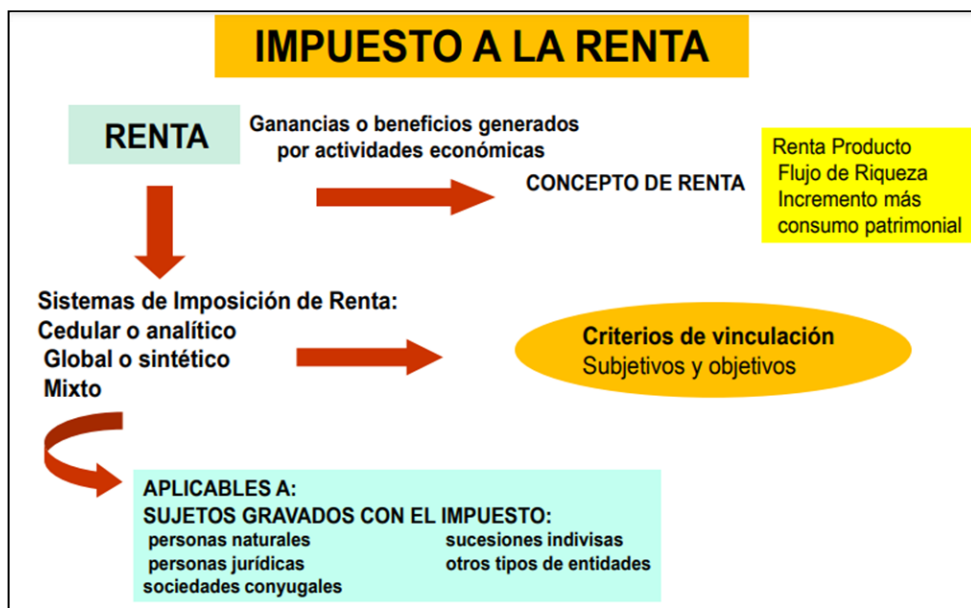 IMPUESTO A LA RENTA
RENTA
Ganancias o beneficios generados
por actividades económicas
CONCEPTO DE RENTA
Renta Producto
Flujo de Riqueza
Incremento más
consumo patrimonial
Sistemas de Imposición de Renta:
Cedular o analítico
Global o sintético
Mixto
Criterios de vinculación
Subjetivos y objetivos
APLICABLES A:
SUJETOS GRAVADOS CON EL IMPUESTO:
personas naturales
personas jurídicas
sociedades conyugales
sucesiones indivisas
otros tipos de entidades